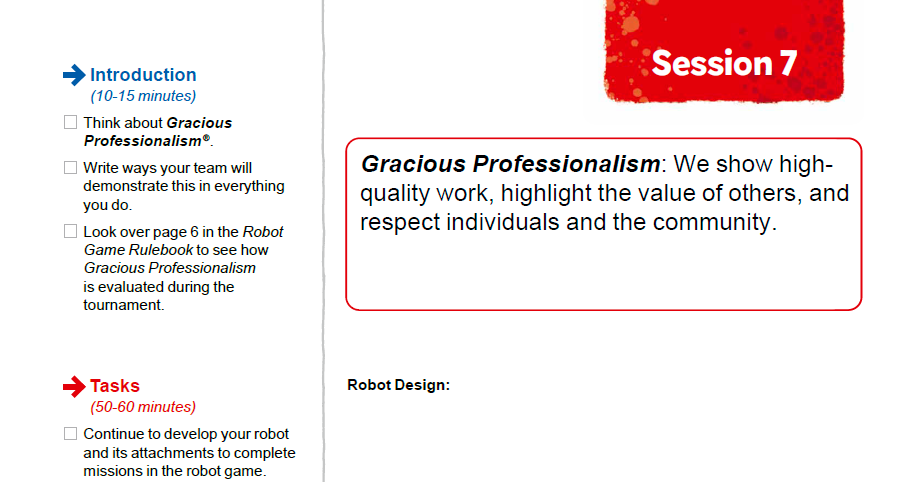 Session 7
Introduction
(10-15 minutes)
Think about Gracious
Professionalism®.
Write ways your team will
demonstrate this in everything
you do.
Look over page 6 in the Robot
Game Rulebook to see how
Gracious Professionalism
is evaluated during the
tournament.
Gracious Professionalism: We show high-
quality work, highlight the value of others, and
respect individuals and the community.
Tasks
(50-60 minutes)
Continue to develop your robot
and its attachments to complete
missions in the robot game.
Robot Design: